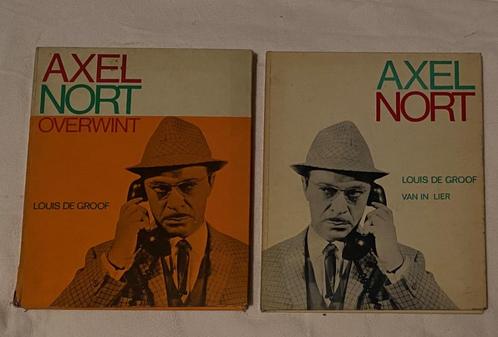 AXEL
NORT
OVERWINT
LOUIS DE GROOF
AXEL
NORT
LOUIS DE GROOF
VAN IN LIER